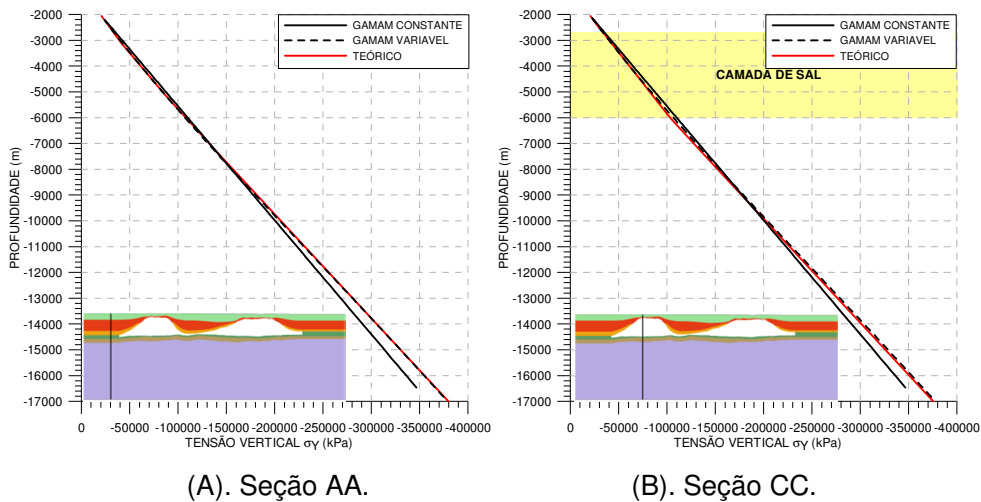 -2000
-3000
-4000
-5000
-6000
-7000
-8000
-9000
-10000
-11000
-12000
-13000
-14000
-15000
-16000
-17000
PROFUNDIDADE (m)
GAMAM CONSTANTE
GAMAM VARIAVEL
TEÓRICO
0 -50000 -100000 -150000 -200000 -250000 -300000 -350000 -400000
TENSÃO VERTICAL σY (kPa)
(A). Seção AA.
-2000
-3000
-4000
-5000
-6000
-7000
-8000
-9000
-10000
-11000
-12000
-13000
-14000
-15000
-16000
-17000
PROFUNDIDADE (m)
GAMAM CONSTANTE
GAMAM VARIAVEL
TEÓRICO
CAMADA DE SAL
0 -50000 -100000 -150000 -200000 -250000 -300000 -350000 -400000
TENSÃO VERTICAL σY (kPa)
(B). Seção CC.